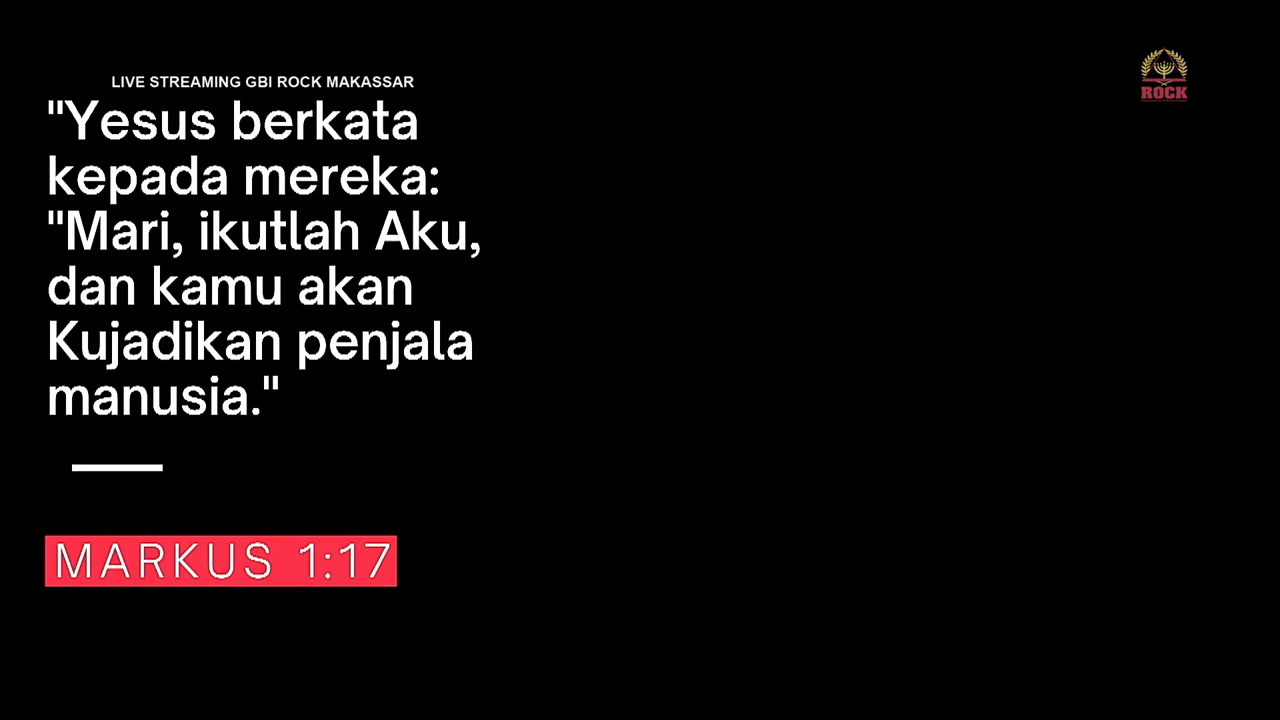 LIVE STREAMING GBI ROCK MAKASSAR
ROCK
"Yesus berkata
kepada mereka:
"Mari, ikutlah Aku,
dan kamu akan
Kujadikan penjala
manusia."
MARKUS 1:17